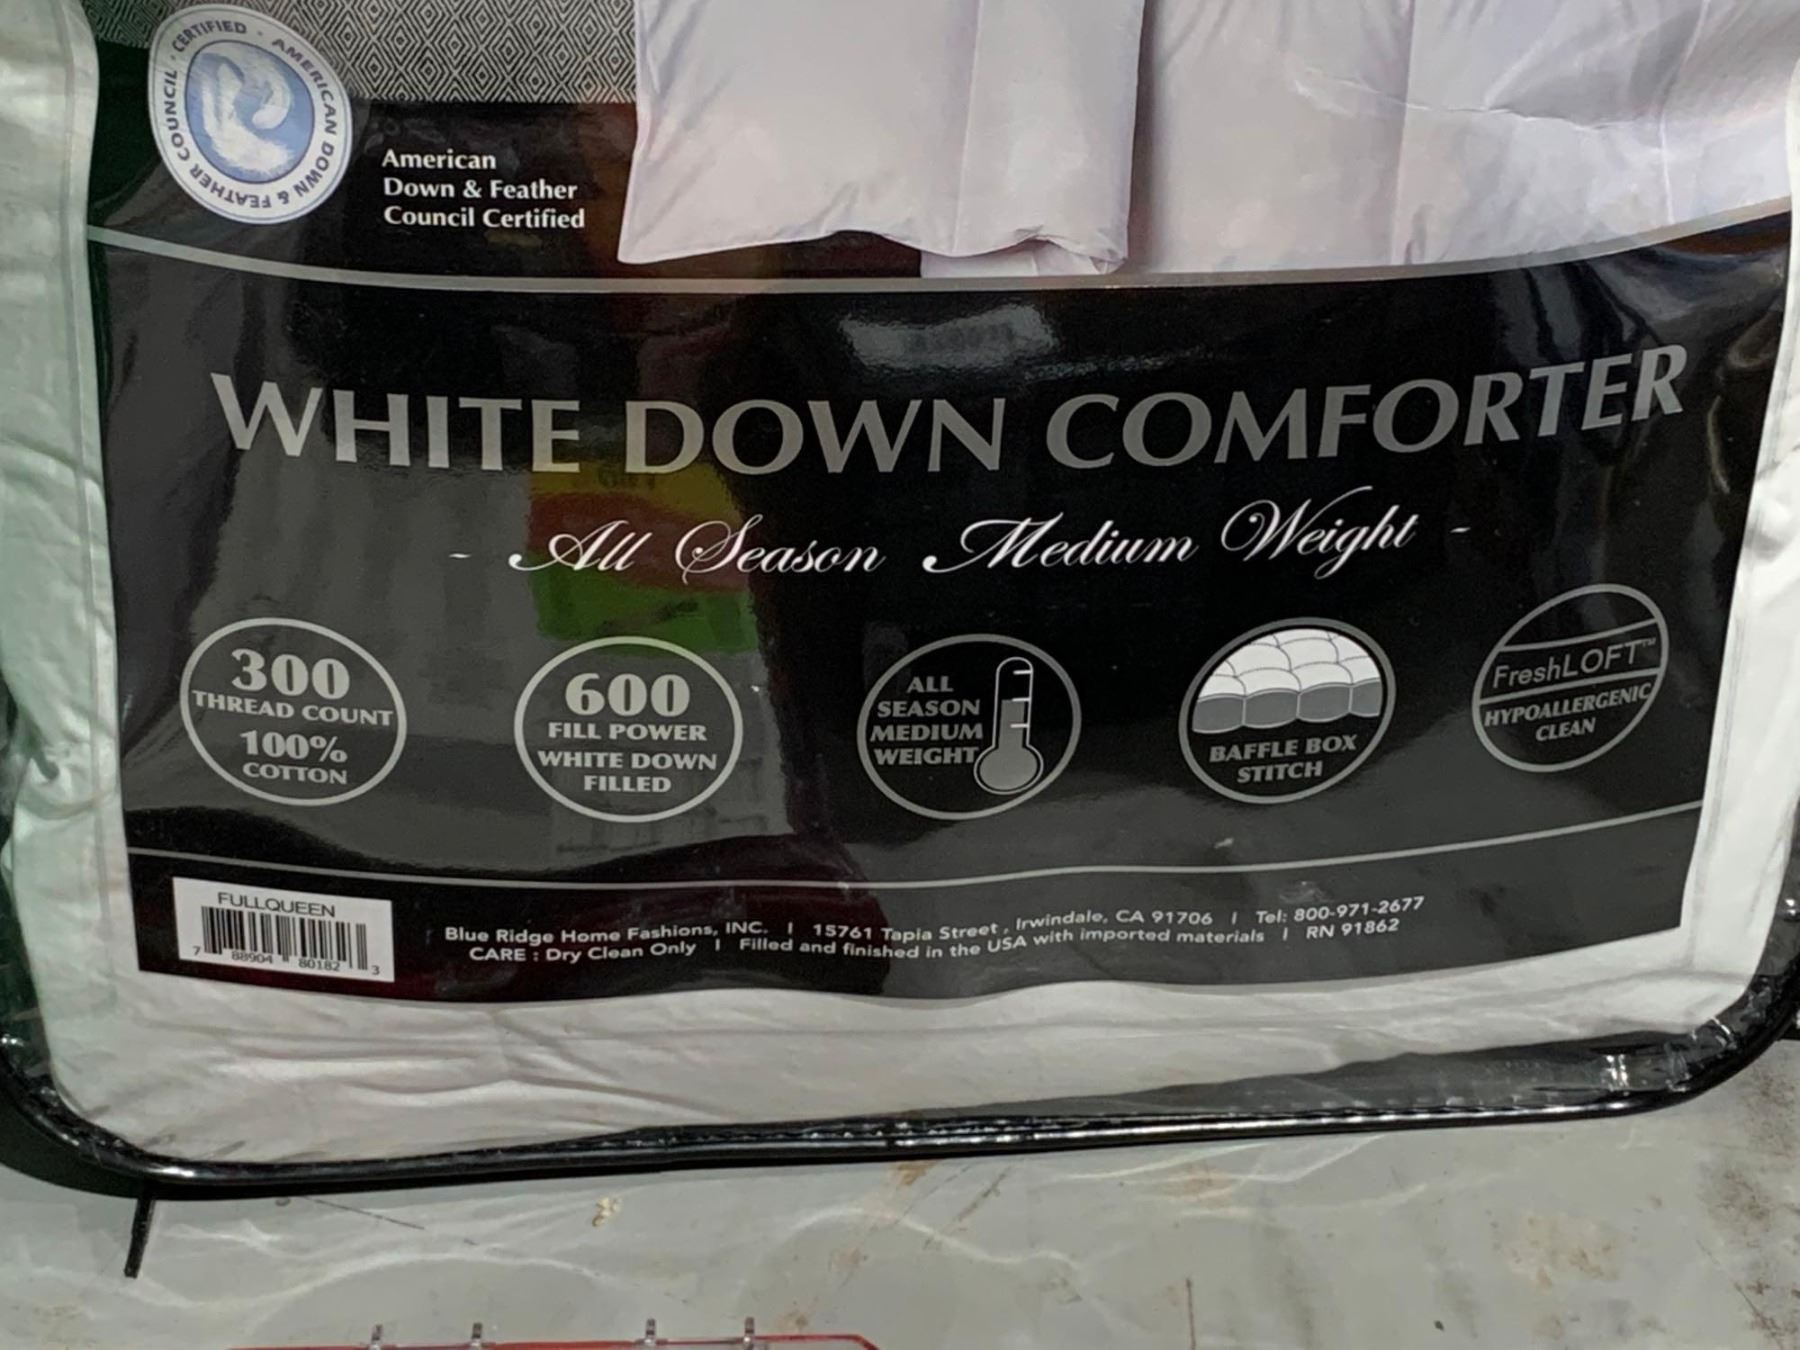 CERTIFIED · AMERICAN DOWN & FEATHER COUNCIL ·
American
Down & Feather
Council Certified
WHITE DOWN COMFORTER
- All Season Medium Weight -
300
THREAD COUNT
100%
COTTON
600
FILL POWER
WHITE DOWN
FILLED
ALL
SEASON
MEDIUM
WEIGHT
BAFFLE BOX
STITCH
FreshLOFT™
HYPOALLERGENIC
CLEAN
FULLQUEEN
7 88904 80182 3
Blue Ridge Home Fashions, INC. I 15761 Tapia Street , Irwindale, CA 91706 I Tel: 800-971-2677
CARE : Dry Clean Only I Filled and finished in the USA with imported materials I RN 91862